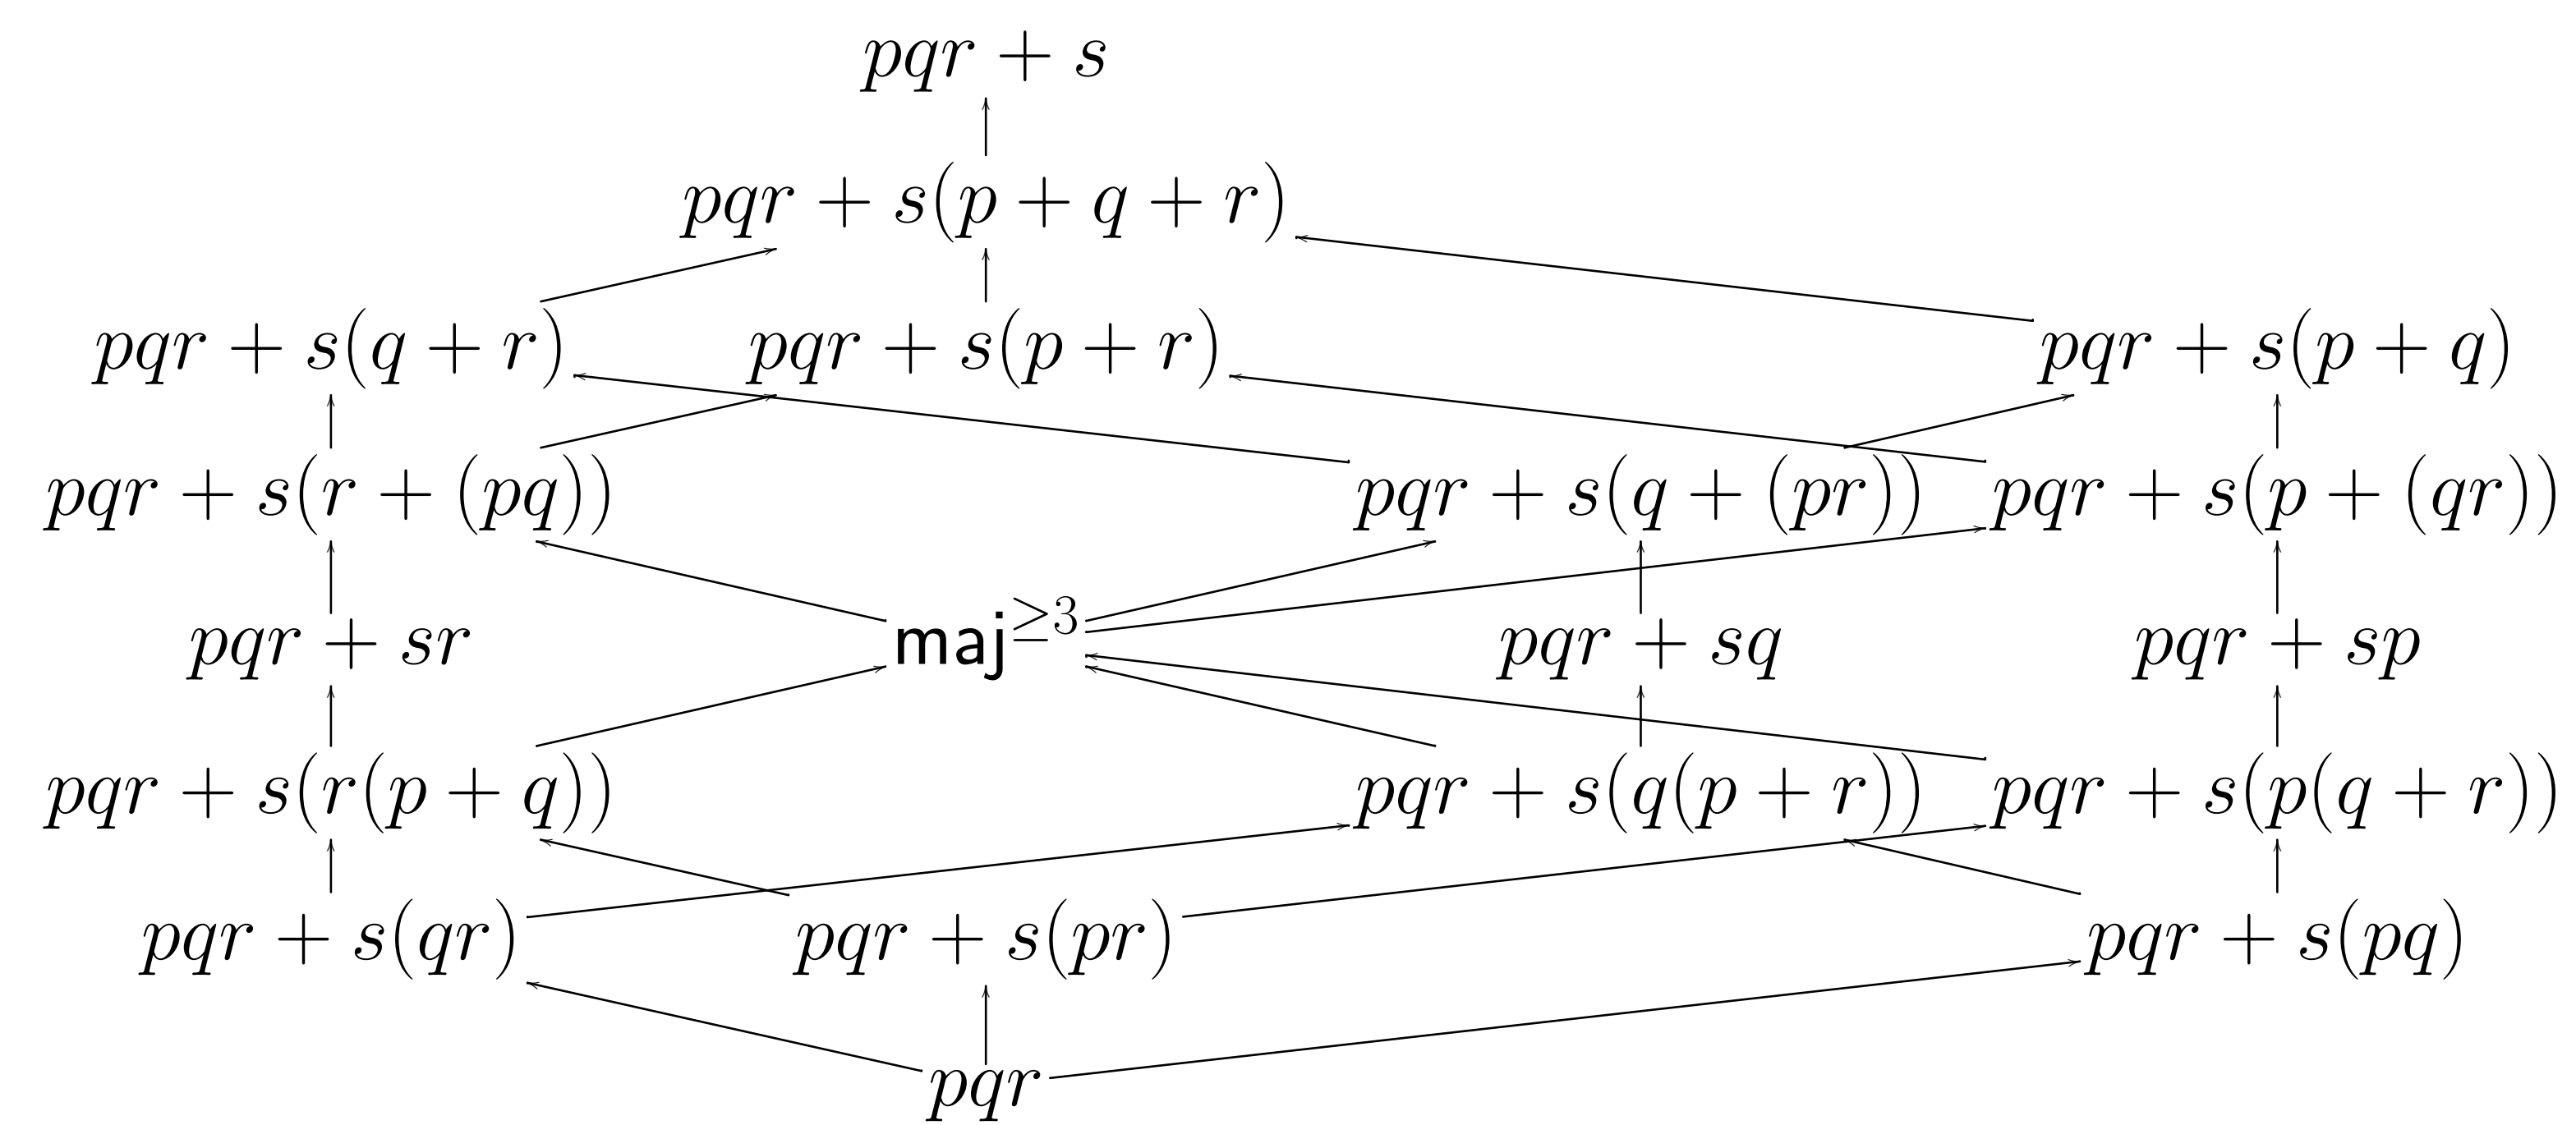 pqr + s
pqr + s(p + q + r)
pqr + s(q + r) pqr + s(p + r) pqr + s(p + q)
pqr + s(r + (pq)) pqr + s(q + (pr)) pqr + s(p + (qr))
pqr + sr maj≥3 pqr + sq pqr + sp
pqr + s(r(p + q)) pqr + s(q(p + r)) pqr + s(p(q + r))
pqr + s(qr) pqr + s(pr) pqr + s(pq)
pqr